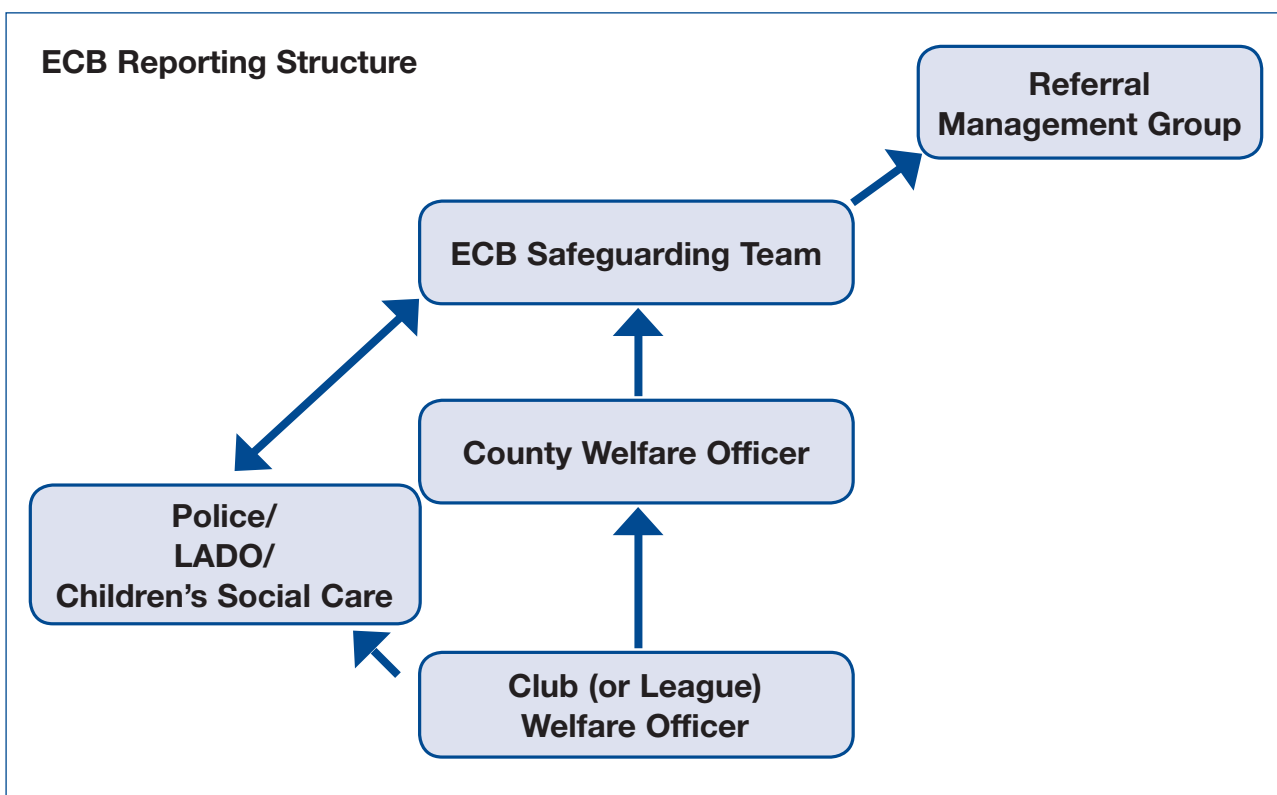 ECB Reporting Structure
Referral
Management Group
ECB Safeguarding Team
County Welfare Officer
Police/
LADO/
Children’s Social Care
Club (or League)
Welfare Officer